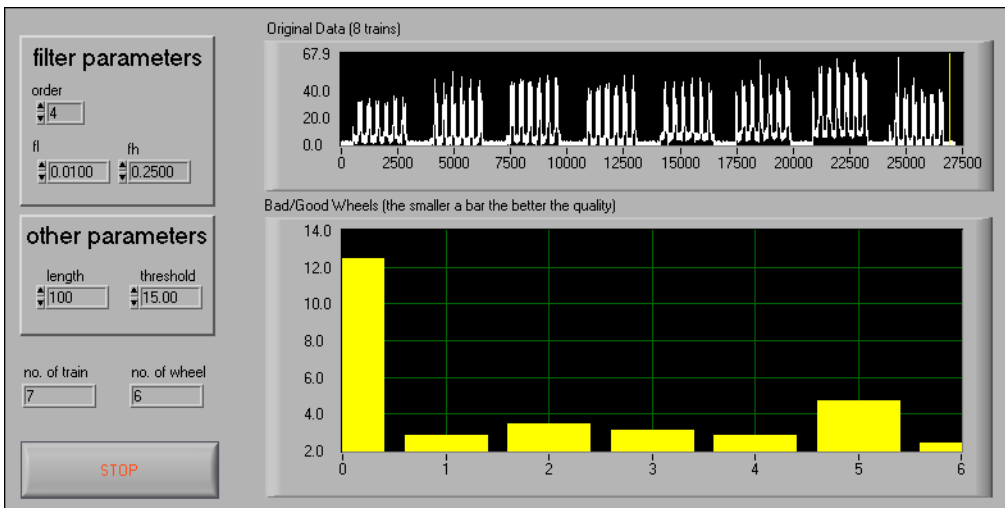 filter parameters
order
4
fl fh
0.0100 0.2500
other parameters
length threshold
100 15.00
no. of train no. of wheel
7 6
STOP
Original Data (8 trains)
67.9
40.0
20.0
0.0
0 2500 5000 7500 10000 12500 15000 17500 20000 22500 25000 27500
Bad/Good Wheels (the smaller a bar the better the quality)
14.0
12.0
10.0
8.0
6.0
4.0
2.0
0 1 2 3 4 5 6